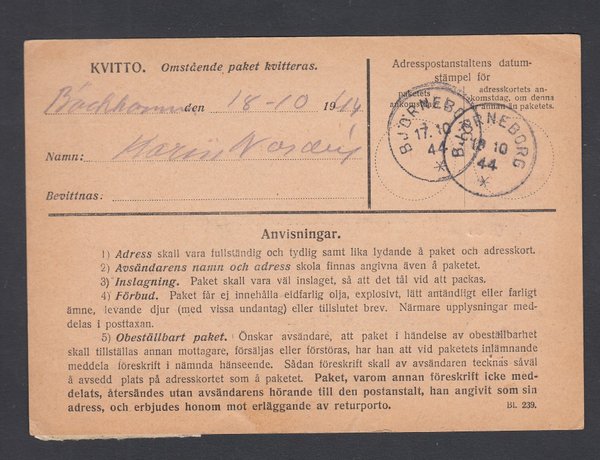 KVITTO. Omstående paket kvitteras.
den 18-10 1944
Namn: Karin
Bevittnas:
Adresspostanstaltens datum-
stämpel för
paketets
ankomstdag
adresskortets an-
komstdag, om denna
är annan än paketets.
BJÖRNEBORG
17.10
44
BJÖRNEBORG
18 10
44
Anvisningar.
1) Adress skall vara fullständig och tydlig samt lika lydande å paket och adresskort.
2) Avsändarens namn och adress skola finnas angivna även å paketet.
3) Inslagning. Paket skall vara väl inslaget, så att det tål vid att packas.
4) Förbud. Paket får ej innehålla eldfarlig olja, explosivt, lätt antändligt eller farligt
ämne, levande djur (med vissa undantag) eller tillslutet brev. Närmare upplysningar med-
delas i posttaxan.
5) Obeställbart paket. Önskar avsändare, att paket i händelse av obeställbarhet
skall tillställas annan mottagare, försäljas eller förstöras, har han att vid paketets inlämnande
meddela föreskrift i nämnda hänseende. Sådan föreskrift skall av avsändaren tecknas såväl
å avsedd plats på adresskortet som å paketet. Paket, varom annan föreskrift icke med-
delats, återsändes utan avsändarens hörande till den postanstalt, han angivit som sin
adress, och erbjudes honom mot erläggande av returporto.
Bl. 239.